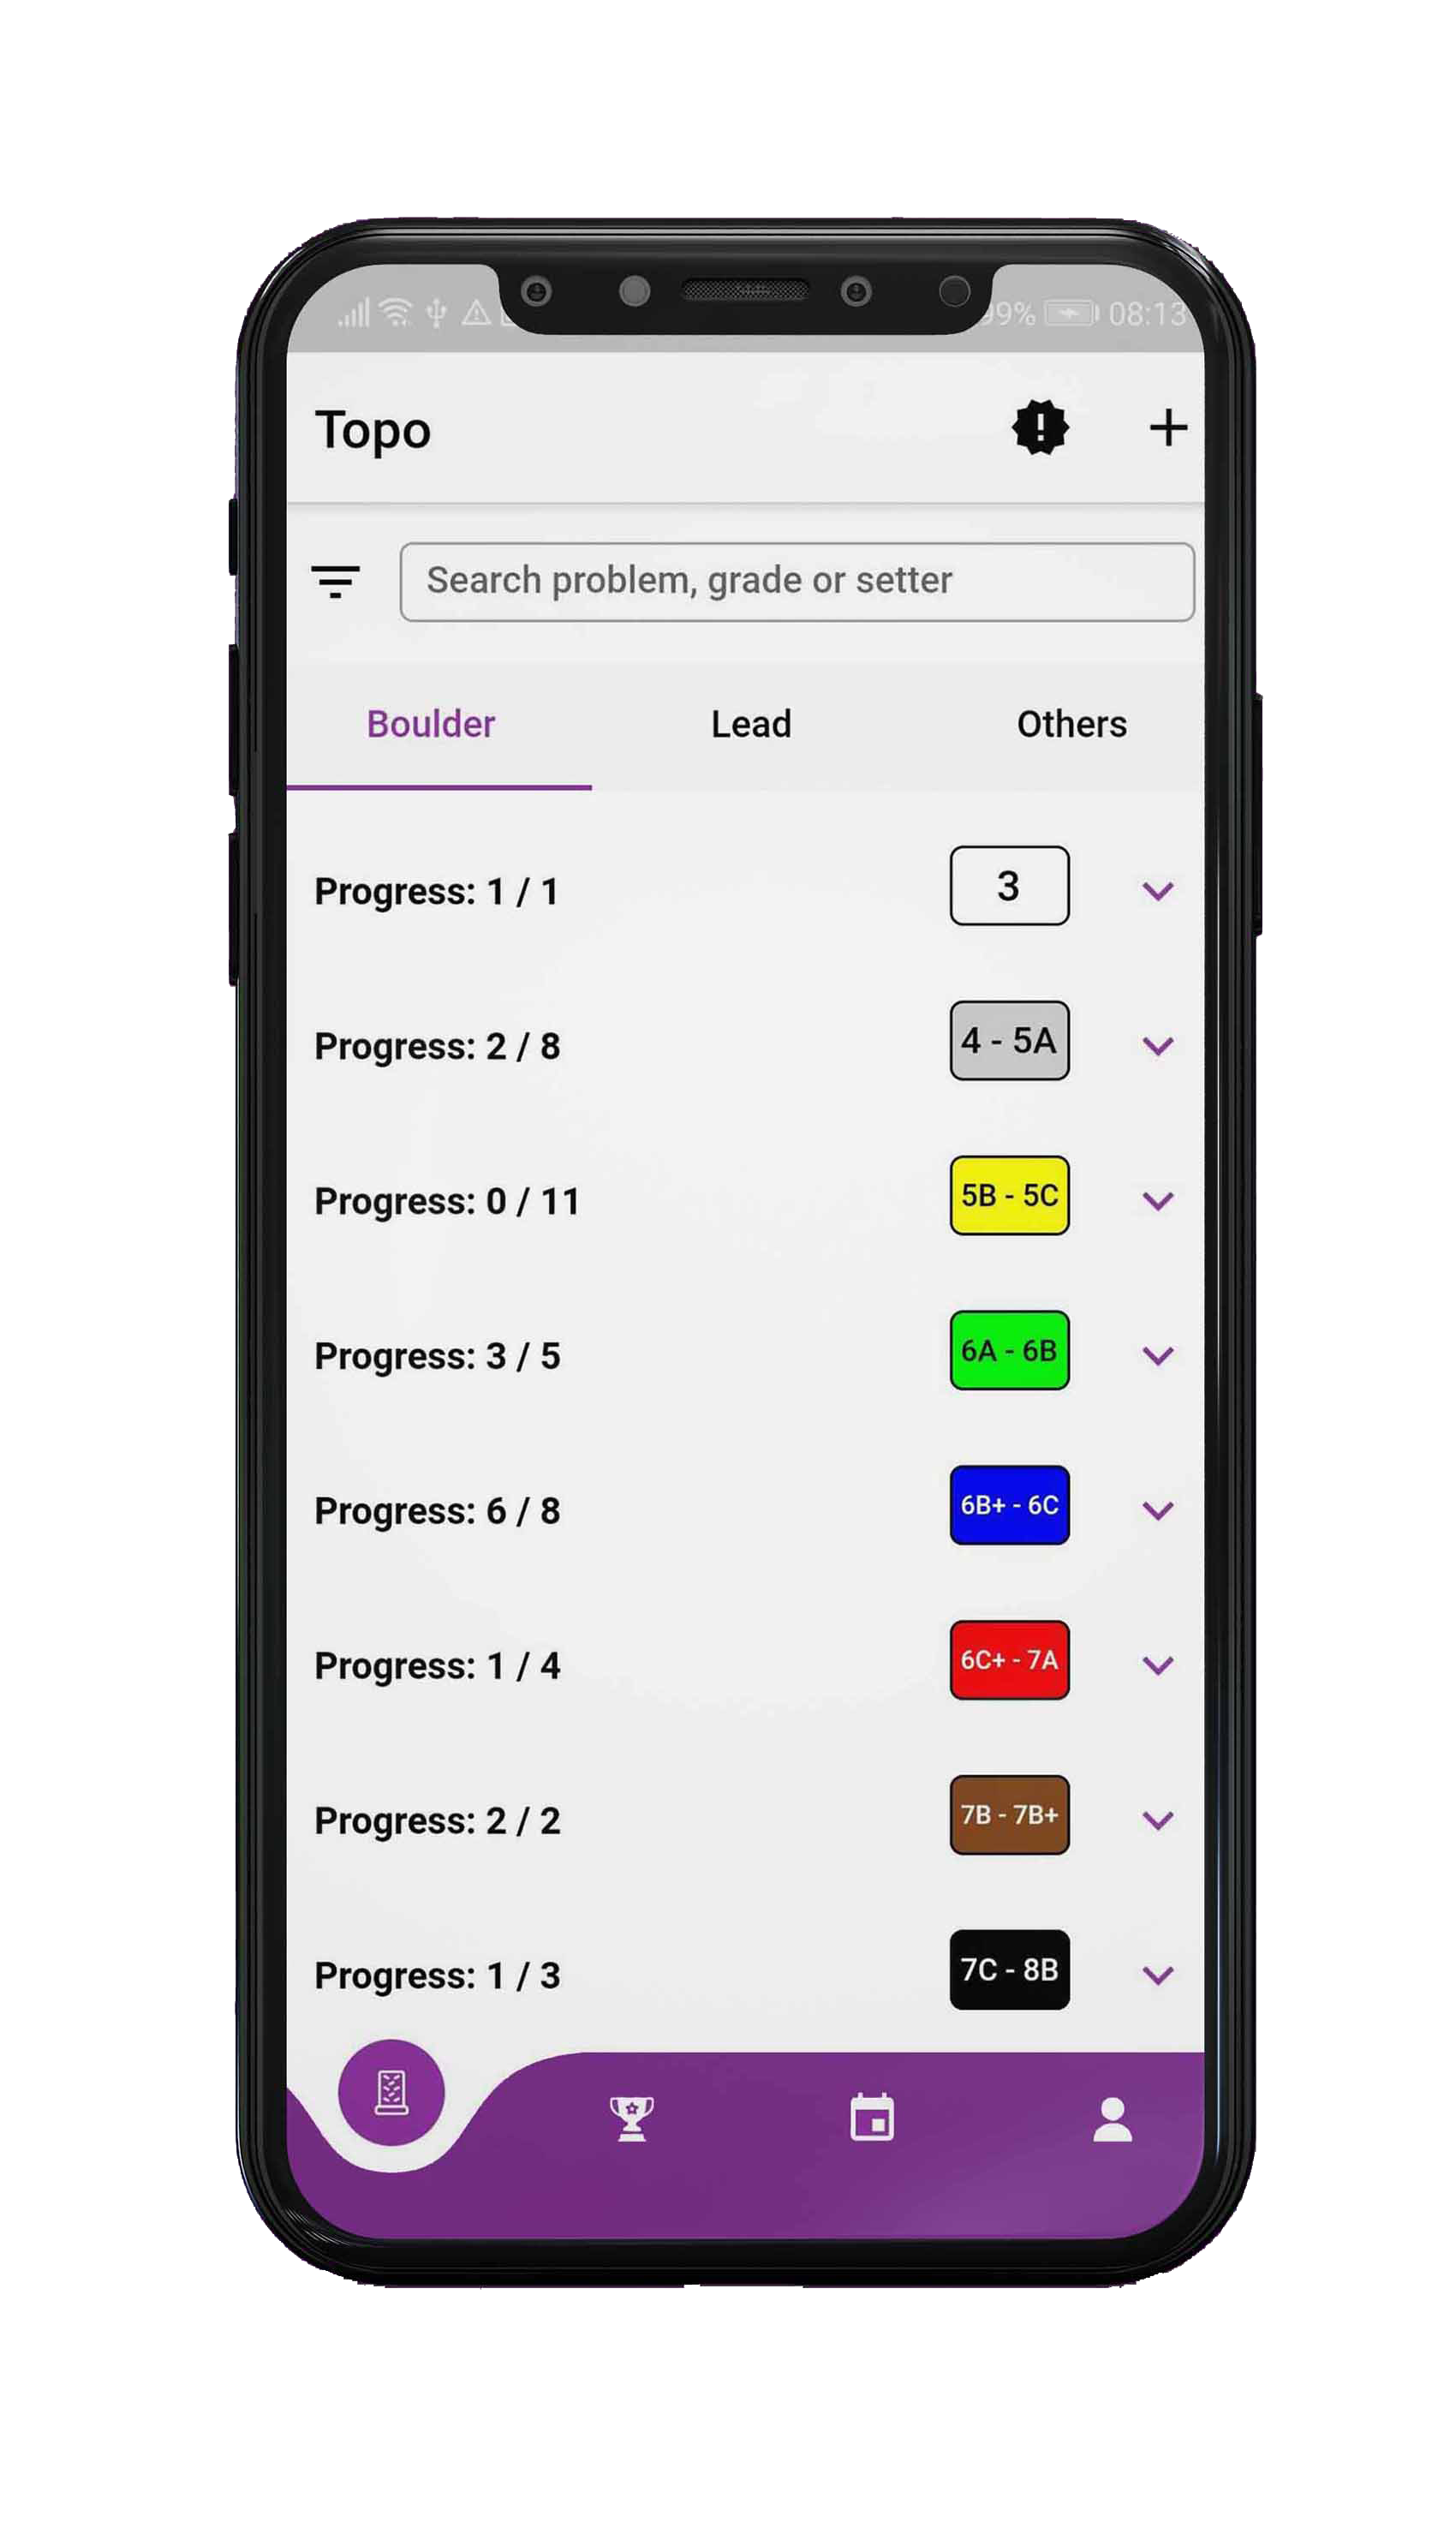 99% 08:13
Topo
Search problem, grade or setter
Boulder Lead Others
Progress: 1 / 1 3
Progress: 2 / 8 4 - 5A
Progress: 0 / 11 5B - 5C
Progress: 3 / 5 6A - 6B
Progress: 6 / 8 6B+ - 6C
Progress: 1 / 4 6C+ - 7A
Progress: 2 / 2 7B - 7B+
Progress: 1 / 3 7C - 8B